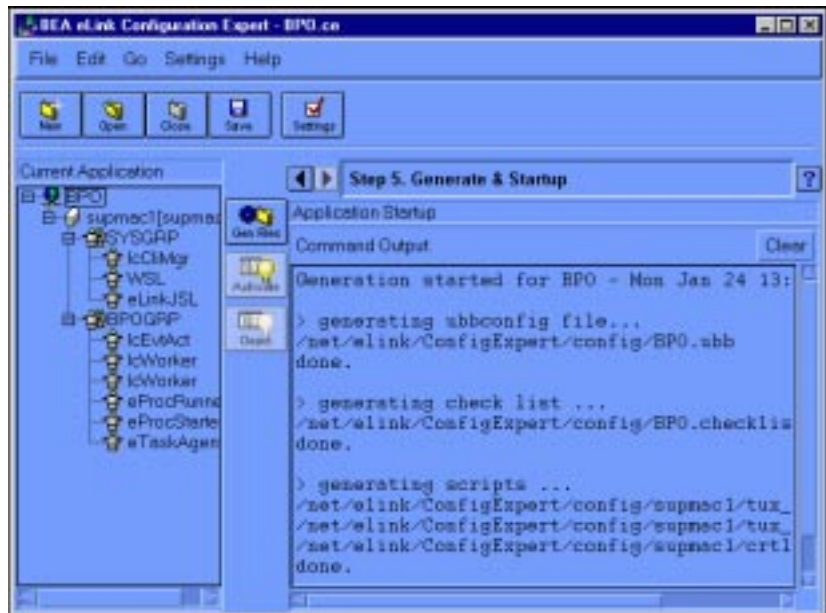 BEA eLink Configuration Expert - BPO.ce
File Edit Go Settings Help
New Open Close Save Settings
Current Application
BPO
supmac1[supmac
SYSGRP
IcCliMgr
WSL
eLinkJSL
BPOGRP
IcEvtAct
IcWorker
IcWorker
eProcRunne
eProcStarte
eTaskAgen
Gen files
Activate
Step 5. Generate & Startup
?
Application Startup
Command Output Clear
Generation started for BPO - Mon Jan 24 13:
> generating ubbconfig file...
/net/elink/ConfigExpert/config/BPO.ubb
done.
> generating check list ...
/net/elink/ConfigExpert/config/BPO.checklis
done.
> generating scripts ...
/net/elink/ConfigExpert/config/supmac1/tux_
/net/elink/ConfigExpert/config/supmac1/tux_
/net/elink/ConfigExpert/config/supmac1/crtl
done.